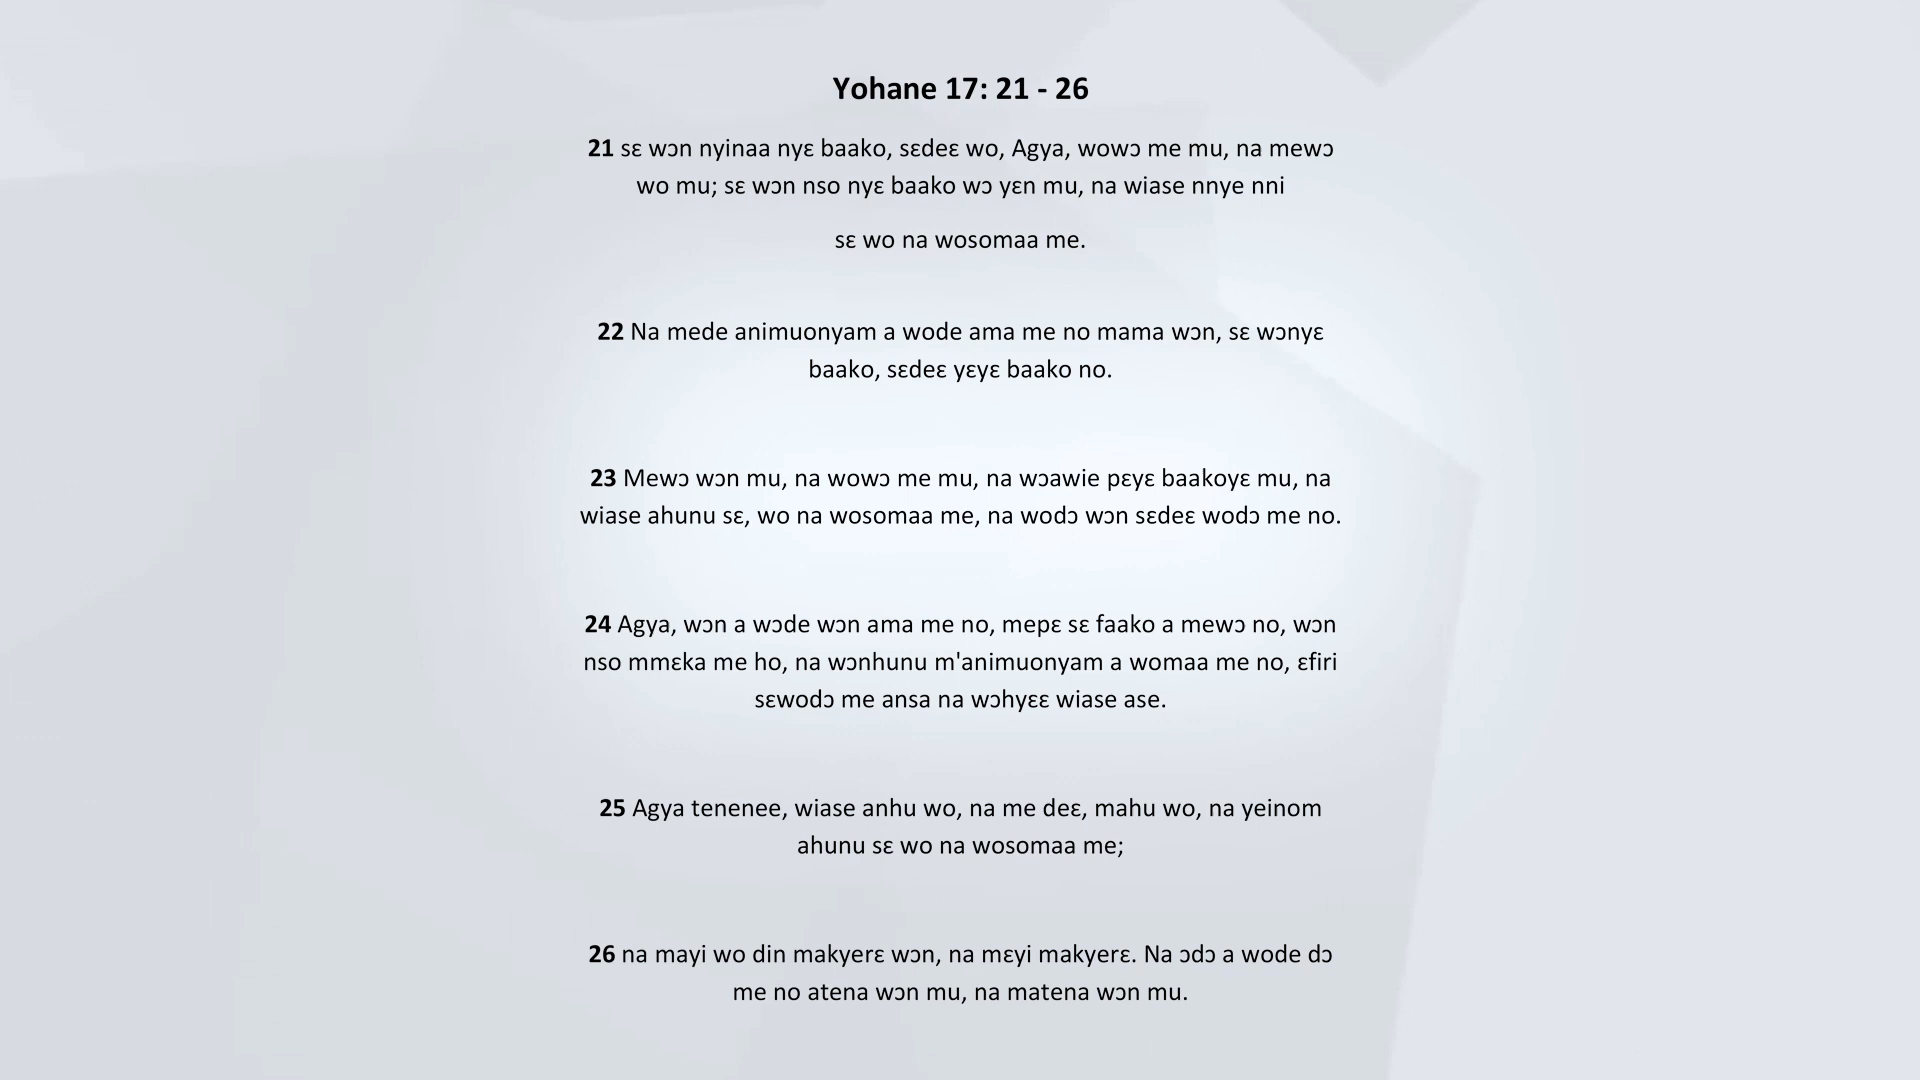 Yohane 17: 21 - 26
21 sɛ wɔn nyinaa nyɛ baako, sɛdeɛ wo, Agya, wowɔ me mu, na mewɔ
wo mu; sɛ wɔn nso nyɛ baako wɔ yɛn mu, na wiase nnye nni
sɛ wo na wosomaa me.
22 Na mede animuonyam a wode ama me no mama wɔn, sɛ wɔnyɛ
baako, sɛdeɛ yɛyɛ baako no.
23 Mewɔ wɔn mu, na wowɔ me mu, na wɔawie pɛyɛ baakoyɛ mu, na
wiase ahunu sɛ, wo na wosomaa me, na wodɔ wɔn sɛdeɛ wodɔ me no.
24 Agya, wɔn a wɔde wɔn ama me no, mepɛ sɛ faako a mewɔ no, wɔn
nso mmɛka me ho, na wɔnhunu m'animuonyam a womaa me no, ɛfiri
sɛwodɔ me ansa na wɔhyɛɛ wiase ase.
25 Agya tenenee, wiase anhu wo, na me deɛ, mahu wo, na yeinom
ahunu sɛ wo na wosomaa me;
26 na mayi wo din makyerɛ wɔn, na mɛyi makyerɛ. Na ɔdɔ a wode dɔ
me no atena wɔn mu, na matena wɔn mu.